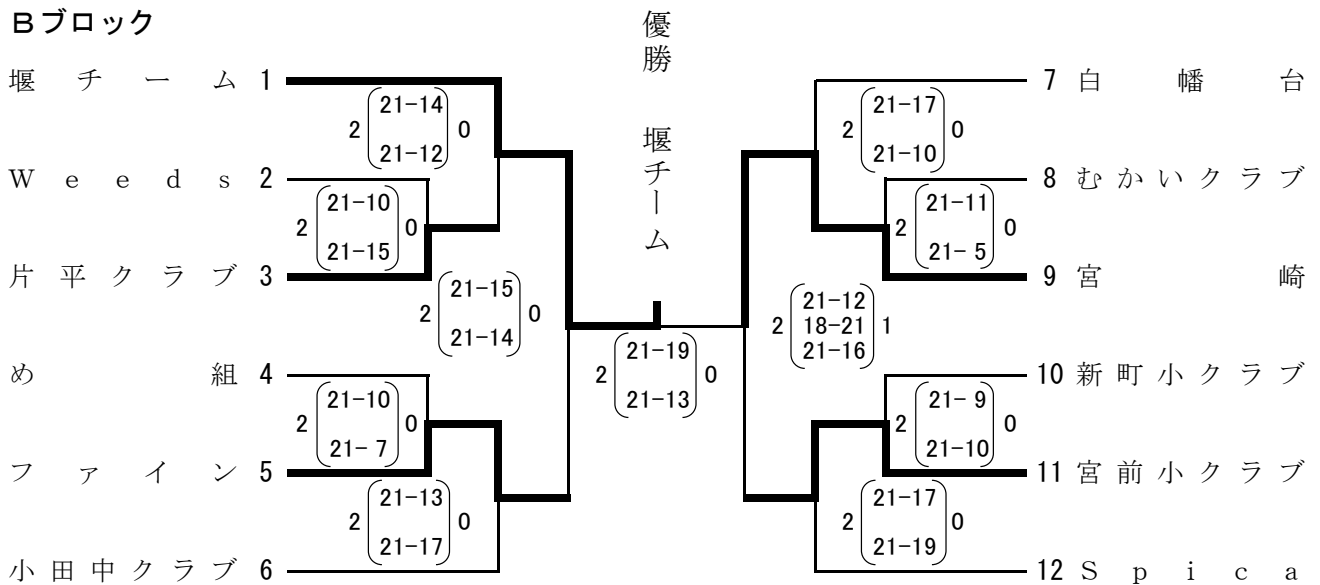 Bブロック
優勝 堰チーム
堰チーム 1
21-14
2 0
21-12
Weeds 2
21-10
2 0
21-15
片平クラブ 3
21-15
2 0
21-14
め組 4
21-10
2 0
21- 7
ファイン 5
21-13
2 0
21-17
小田中クラブ 6
21-19
2 0
21-13
7 白幡台
21-17
2 0
21-10
8 むかいクラブ
21-11
2 0
21- 5
9 宮崎
21-12
2 18-21 1
21-16
10 新町小クラブ
21- 9
2 0
21-10
11 宮前小クラブ
21-17
2 0
21-19
12 Spica